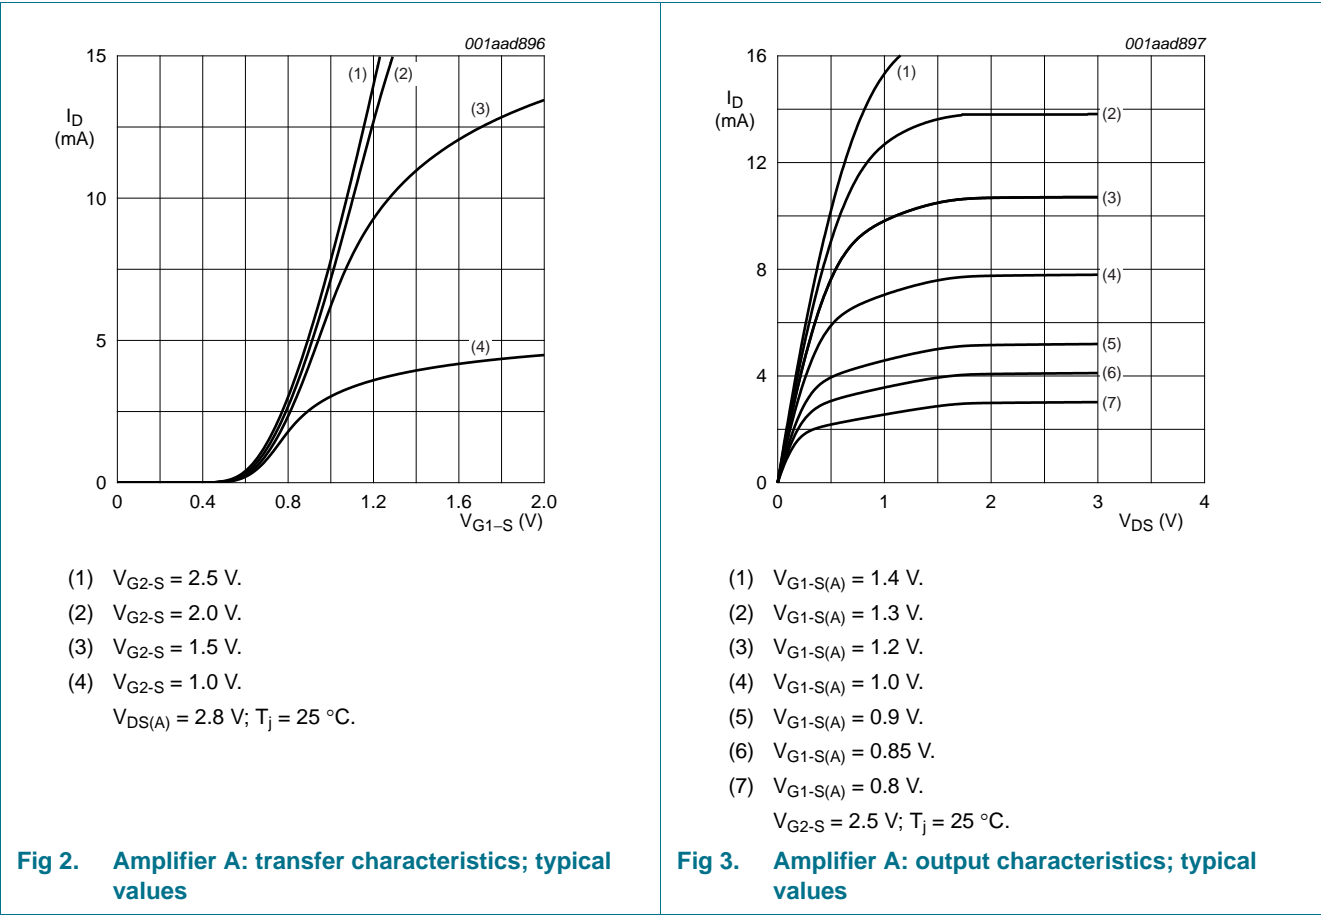 001aad896
15
10
5
0
I_D
(mA)
(1)
(2)
(3)
(4)
0
0.4
0.8
1.2
1.6
2.0
V_G1–S (V)
(1) V_G2-S = 2.5 V.
(2) V_G2-S = 2.0 V.
(3) V_G2-S = 1.5 V.
(4) V_G2-S = 1.0 V.
V_DS(A) = 2.8 V; T_j = 25 °C.
Fig 2. Amplifier A: transfer characteristics; typical
values
001aad897
16
12
8
4
0
I_D
(mA)
(1)
(2)
(3)
(4)
(5)
(6)
(7)
0
1
2
3
4
V_DS (V)
(1) V_G1-S(A) = 1.4 V.
(2) V_G1-S(A) = 1.3 V.
(3) V_G1-S(A) = 1.2 V.
(4) V_G1-S(A) = 1.0 V.
(5) V_G1-S(A) = 0.9 V.
(6) V_G1-S(A) = 0.85 V.
(7) V_G1-S(A) = 0.8 V.
V_G2-S = 2.5 V; T_j = 25 °C.
Fig 3. Amplifier A: output characteristics; typical
values